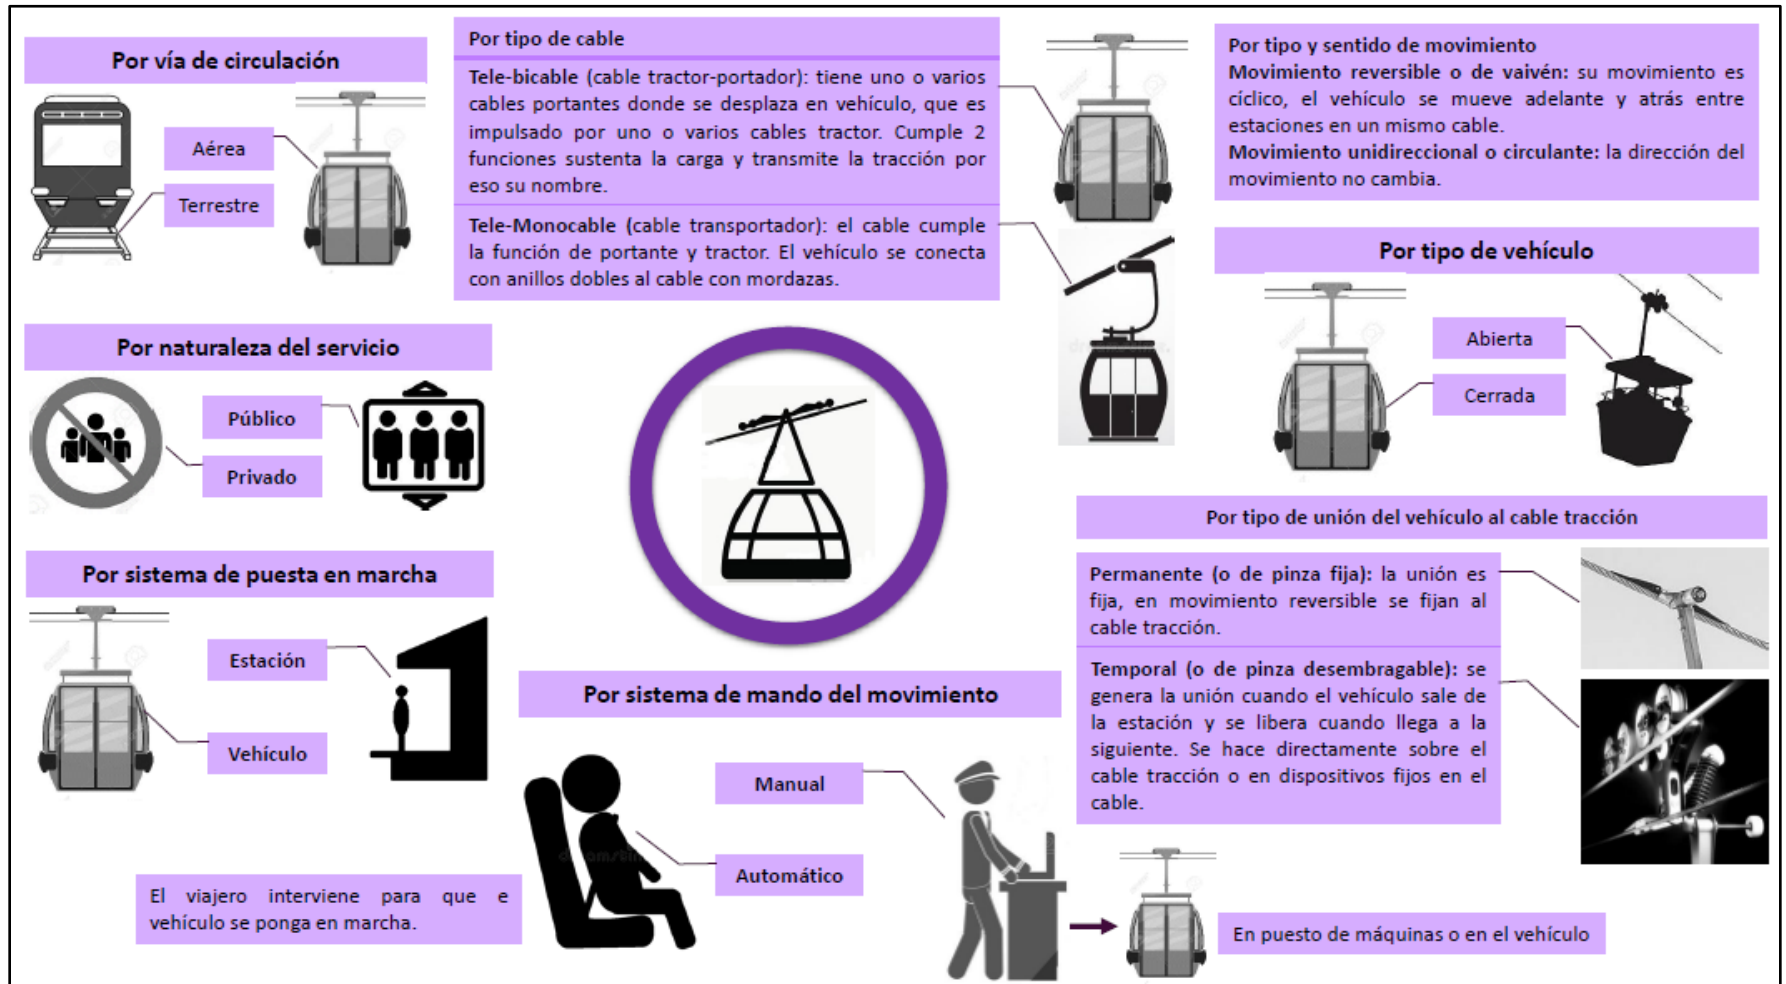 Por vía de circulación
Aérea
Terrestre
Por tipo de cable
Tele-bicable (cable tractor-portador): tiene uno o varios
cables portantes donde se desplaza en vehículo, que es
impulsado por uno o varios cables tractor. Cumple 2
funciones sustenta la carga y transmite la tracción por
eso su nombre.
Tele-Monocable (cable transportador): el cable cumple
la función de portante y tractor. El vehículo se conecta
con anillos dobles al cable con mordazas.
Por tipo y sentido de movimiento
Movimiento reversible o de vaivén: su movimiento es
cíclico, el vehículo se mueve adelante y atrás entre
estaciones en un mismo cable.
Movimiento unidireccional o circulante: la dirección del
movimiento no cambia.
Por tipo de vehículo
Abierta
Cerrada
Por naturaleza del servicio
Público
Privado
Por tipo de unión del vehículo al cable tracción
Permanente (o de pinza fija): la unión es
fija, en movimiento reversible se fijan al
cable tracción.
Temporal (o de pinza desembragable): se
genera la unión cuando el vehículo sale de
la estación y se libera cuando llega a la
siguiente. Se hace directamente sobre el
cable tracción o en dispositivos fijos en el
cable.
Por sistema de puesta en marcha
Estación
Vehículo
Por sistema de mando del movimiento
Manual
Automático
El viajero interviene para que e
vehículo se ponga en marcha.
En puesto de máquinas o en el vehículo